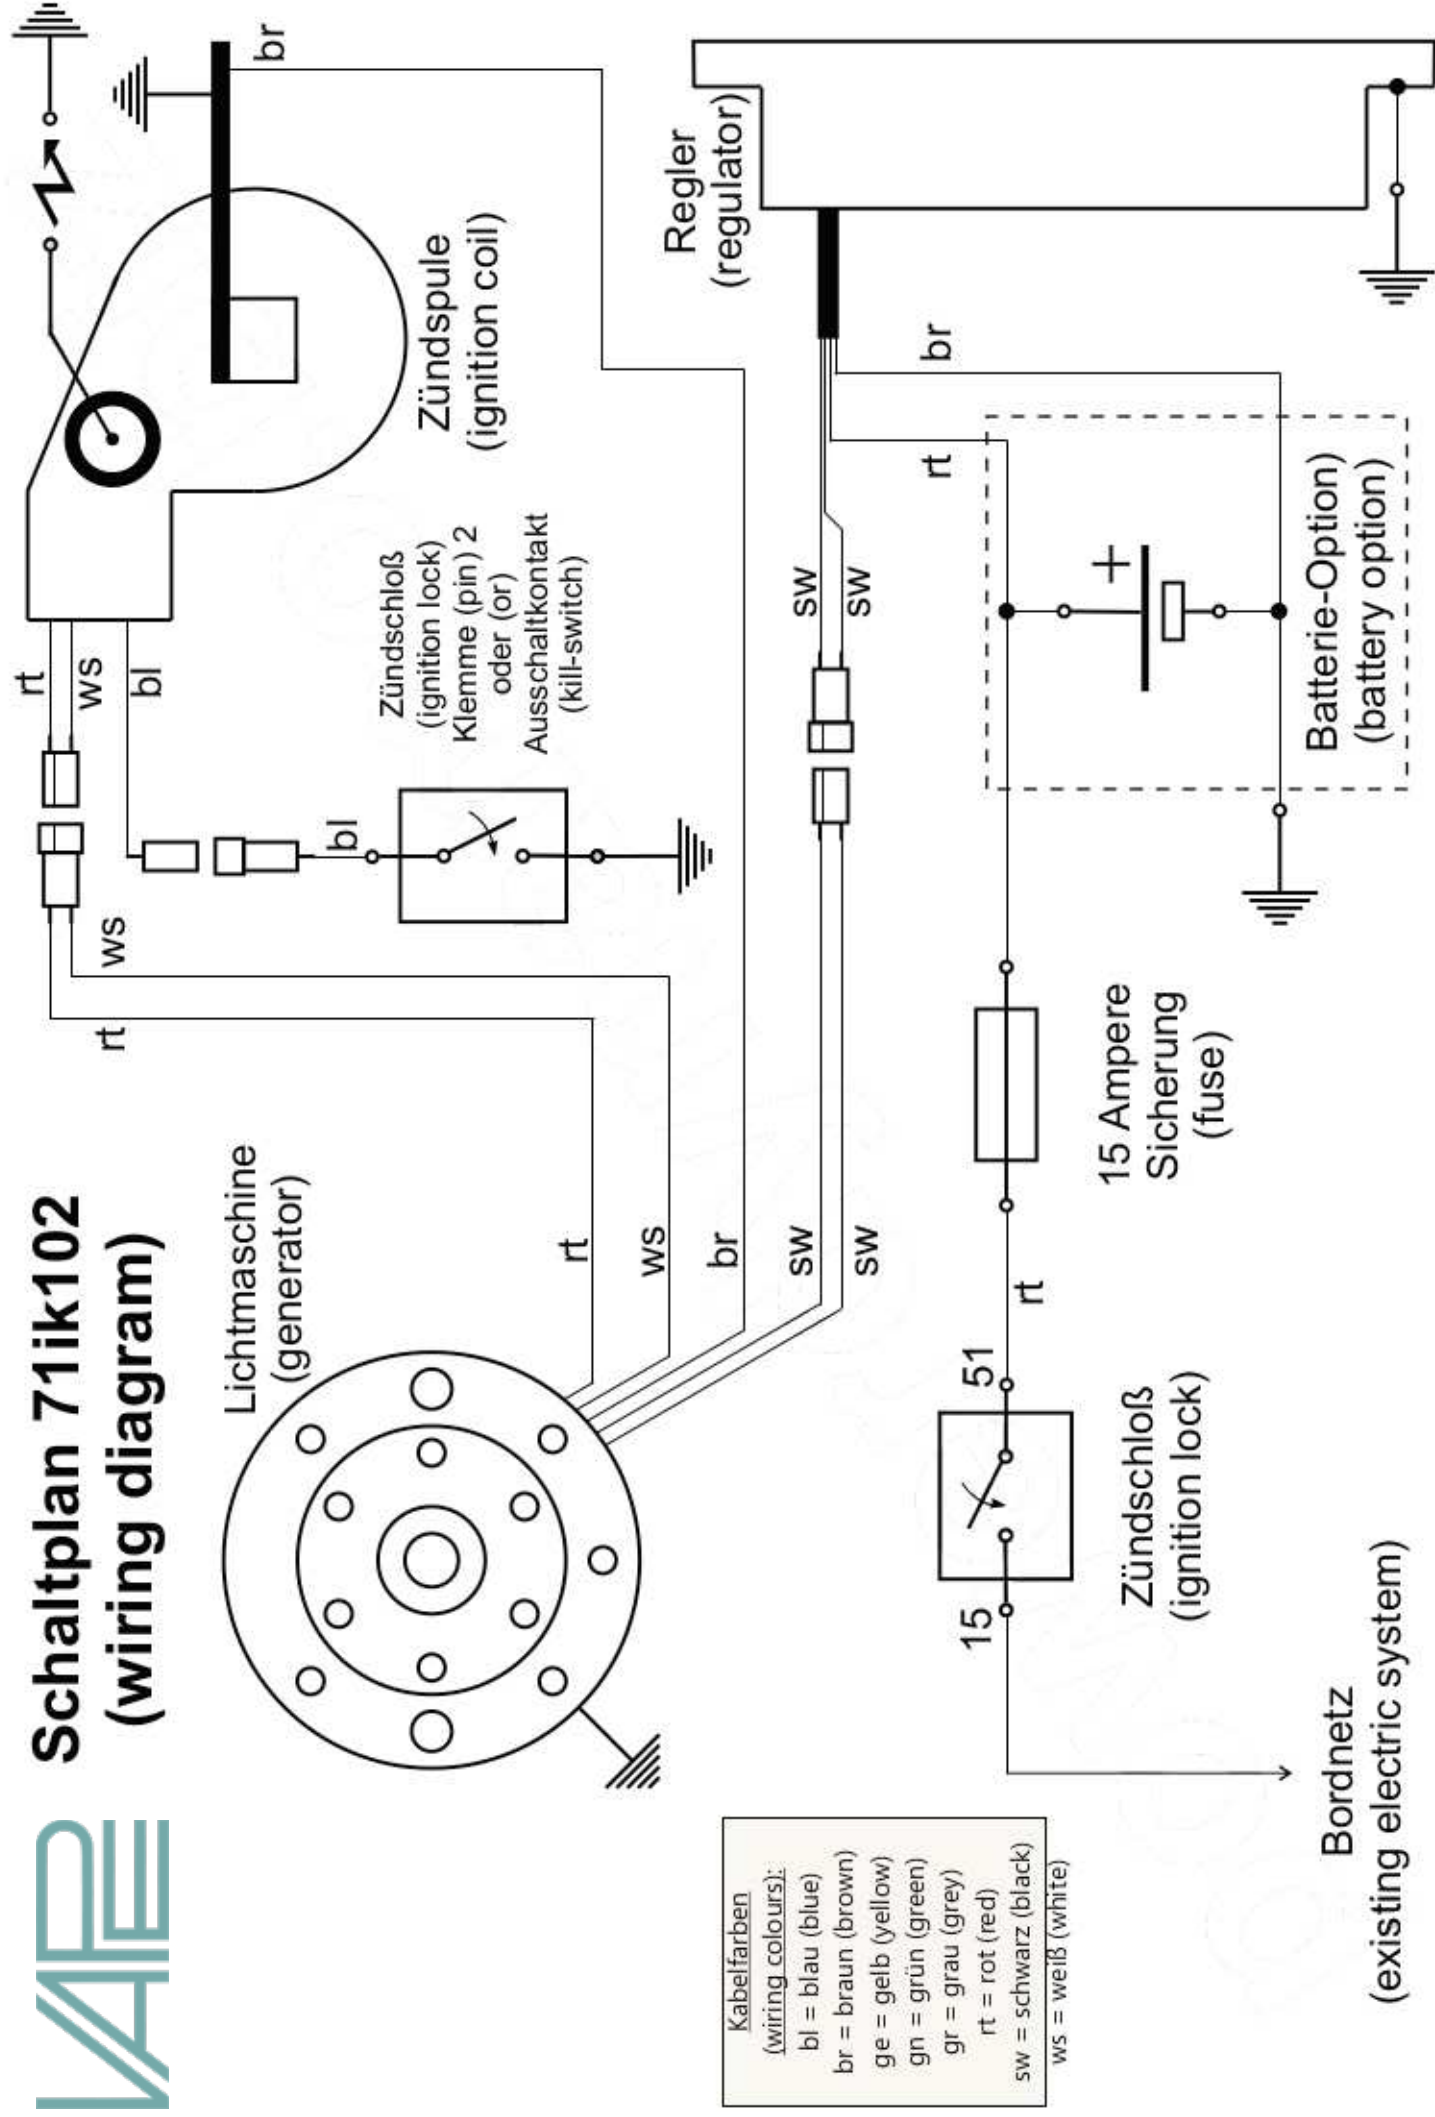 VAPE
Schaltplan 71ik102
(wiring diagram)
Lichtmaschine
(generator)
rt
ws
br
sw
sw
rt
ws
rt
ws
bl
bl
Zündschloß
(ignition lock)
Klemme (pin) 2
oder (or)
Ausschaltkontakt
(kill-switch)
Zündspule
(ignition coil)
br
Regler
(regulator)
sw
sw
rt
br
+
Batterie-Option)
(battery option)
15 Ampere
Sicherung
(fuse)
rt
51
15
Zündschloß
(ignition lock)
Bordnetz
(existing electric system)
Kabelfarben
(wiring colours):
bl = blau (blue)
br = braun (brown)
ge = gelb (yellow)
gn = grün (green)
gr = grau (grey)
rt = rot (red)
sw = schwarz (black)
ws = weiß (white)